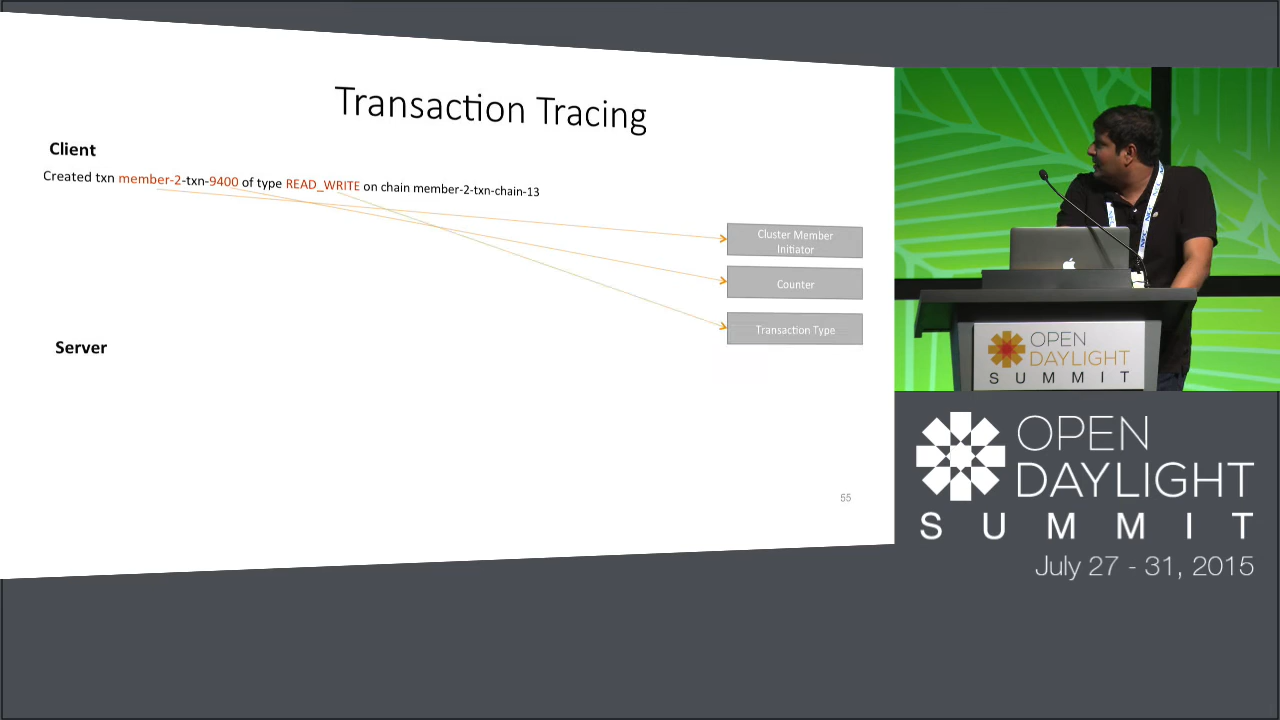 Transaction Tracing
Client
Created txn member-2-txn-9400 of type READ_WRITE on chain member-2-txn-chain-13
Cluster Member
Initiator
Counter
Transaction Type
Server
55
OPEN
DAYLIGHT
SUMMIT
OPEN
DAYLIGHT
SUMMIT
July 27 - 31, 2015